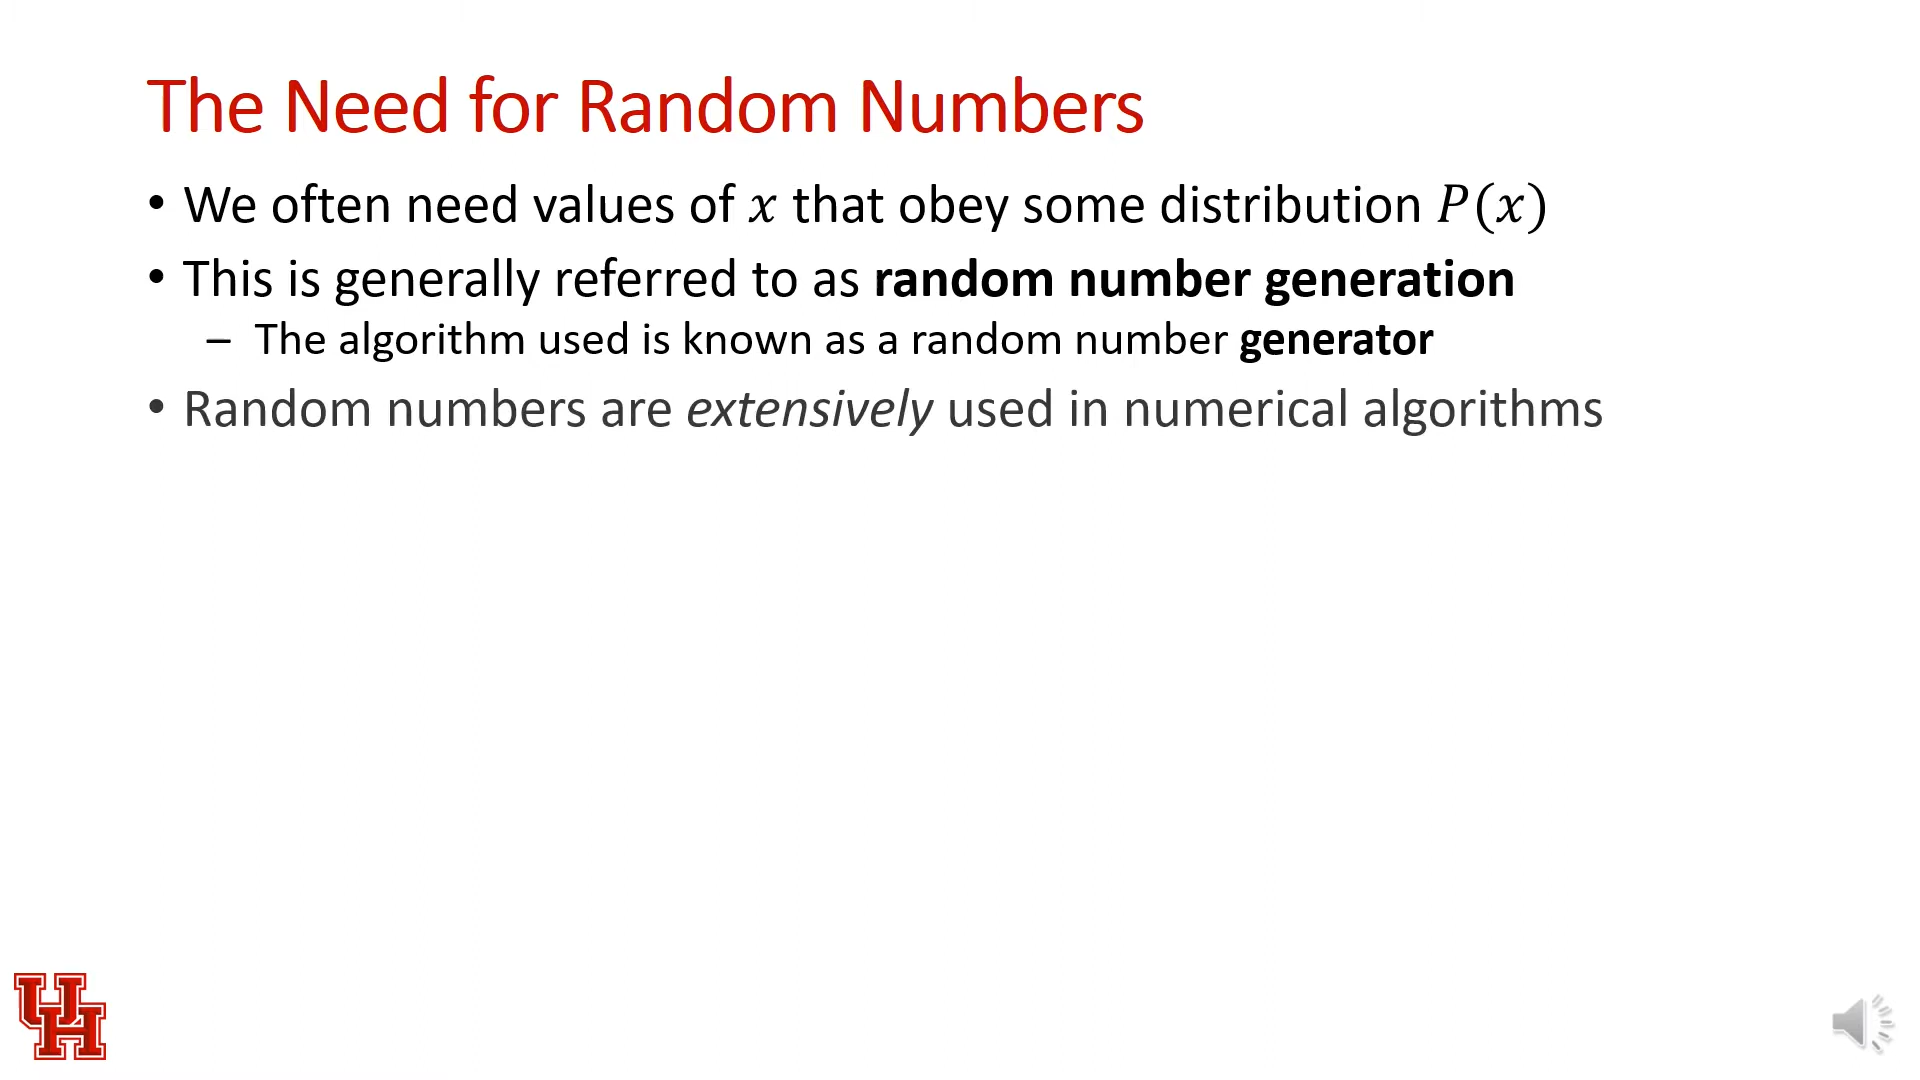 The Need for Random Numbers
• We often need values of 𝑥 that obey some distribution 𝑃(𝑥)
• This is generally referred to as random number generation
– The algorithm used is known as a random number generator
• Random numbers are extensively used in numerical algorithms
UH